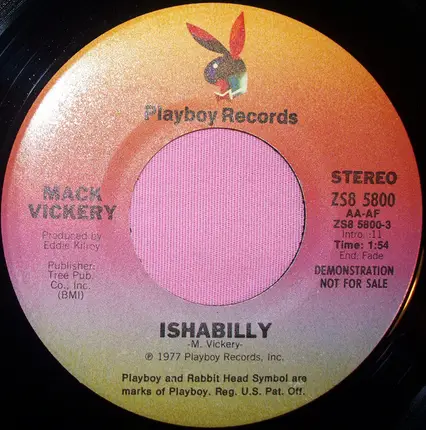 Playboy Records
MACK
VICKERY
Produced by
Eddie Kilroy
Publisher:
Tree Pub.
Co., Inc.
(BMI)
STEREO
ZS8 5800
AA-AF
ZS8 5800-3
Intro: :11
Time: 1:54
End: Fade
DEMONSTRATION
NOT FOR SALE
ISHABILLY
-M. Vickery-
℗ 1977 Playboy Records, Inc.
Playboy and Rabbit Head Symbol are
marks of Playboy. Reg. U.S. Pat. Off.